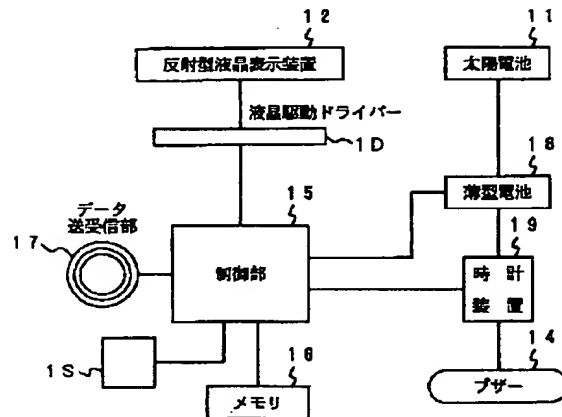 12
反射型液晶表示装置
11
太陽電池
液晶駆動ドライバー
1D
18
薄型電池
データ
送受信部
17
15
制御部
19
時計
装置
1S
16
メモリ
14
ブザー